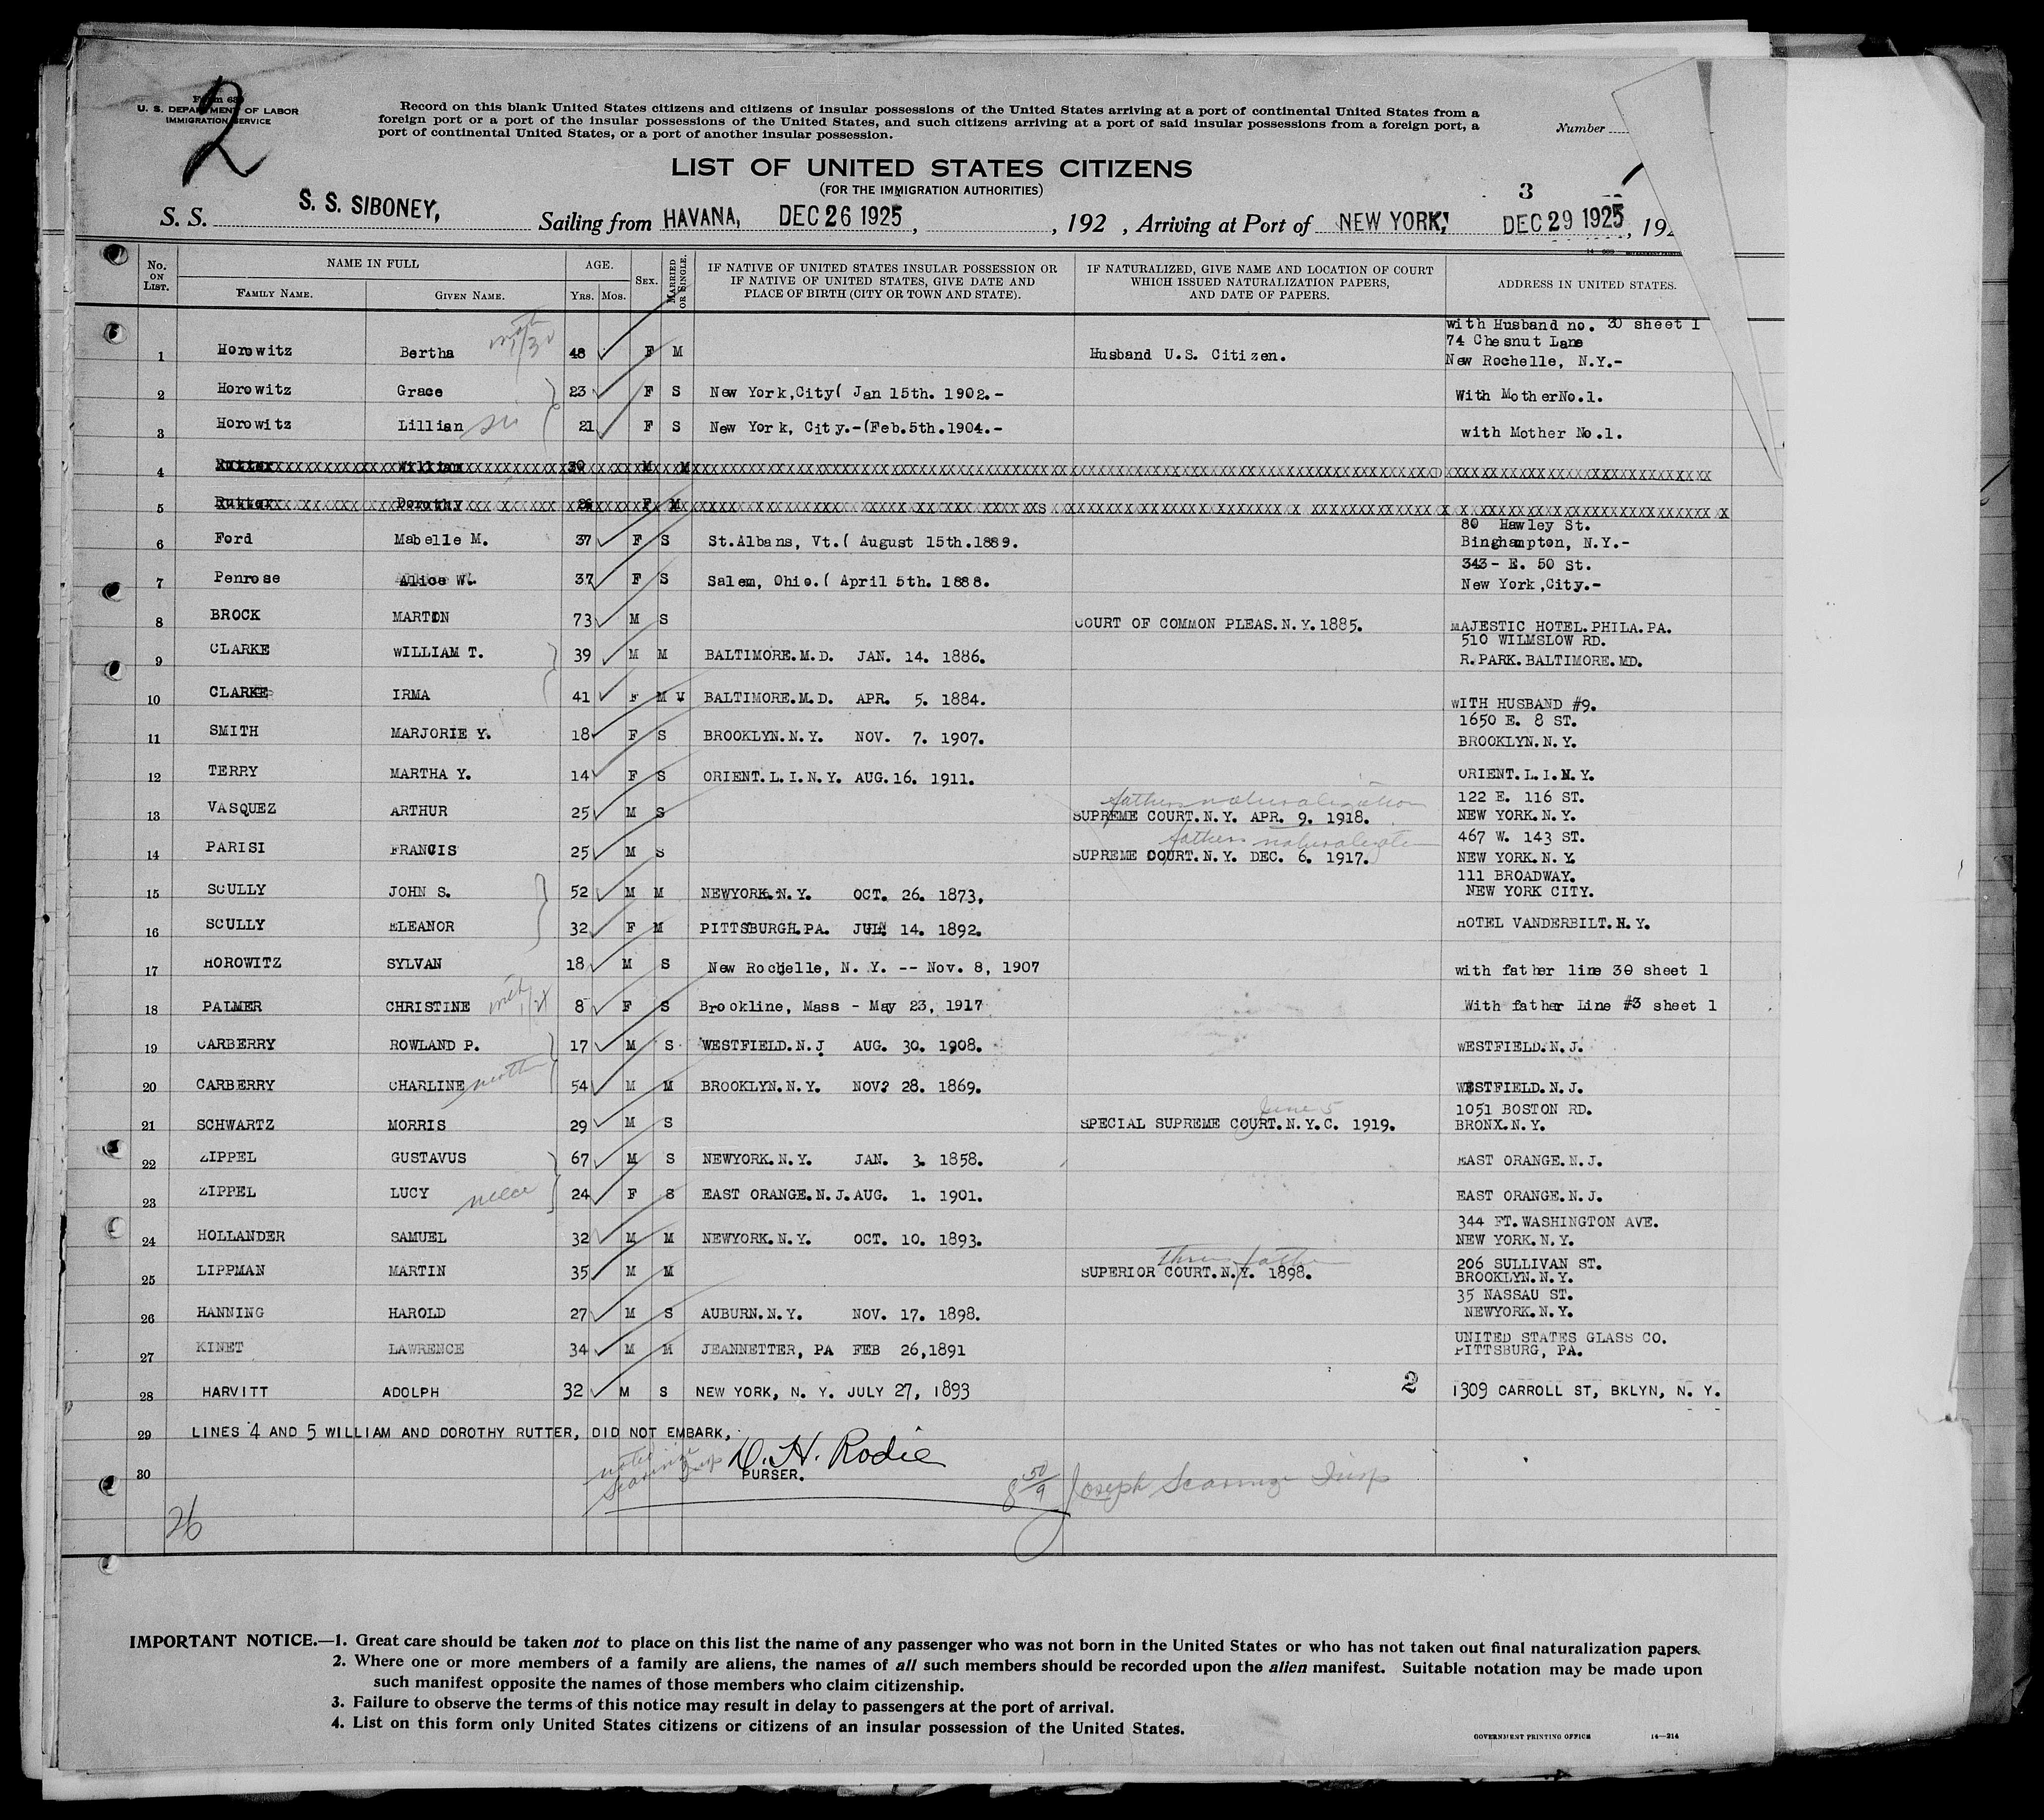 2
Form 630
U. S. DEPARTMENT OF LABOR
IMMIGRATION SERVICE
Record on this blank United States citizens and citizens of insular possessions of the United States arriving at a port of continental United States from a
foreign port or a port of the insular possessions of the United States, and such citizens arriving at a port of said insular possessions from a foreign port, a
port of continental United States, or a port of another insular possession.
Number
LIST OF UNITED STATES CITIZENS
(FOR THE IMMIGRATION AUTHORITIES)
3
S. S. S. S. SIBONEY, Sailing from HAVANA, DEC 26 1925, , 192 , Arriving at Port of NEW YORK, DEC 29 1925, 192
No. ON LIST. NAME IN FULL AGE. SEX. MARRIED OR SINGLE. IF NATIVE OF UNITED STATES INSULAR POSSESSION OR IF NATIVE OF UNITED STATES, GIVE DATE AND PLACE OF BIRTH (CITY OR TOWN AND STATE). IF NATURALIZED, GIVE NAME AND LOCATION OF COURT WHICH ISSUED NATURALIZATION PAPERS, AND DATE OF PAPERS. ADDRESS IN UNITED STATES.
FAMILY NAME. GIVEN NAME. YRS. MOS.
with Husband no. 30 sheet 1
74 Chesnut Lane
1 Horowitz Bertha with 1/30 48 F M Husband U.S. Citizen. New Rochelle, N.Y.-
2 Horowitz Grace 23 F S New York,City( Jan 15th. 1902.- With MotherNo.1.
3 Horowitz Lillian sis 21 F S New York, City.-(Feb.5th.1904.- with Mother No.1.
4 Rutter William 30 M M
5 Rutter Dorothy 26 F M
80 Hawley St.
6 Ford Mabelle M. 37 F S St.Albans, Vt.( August 15th.1889. Binghampton, N.Y.-
343- E. 50 St.
7 Penrose Alice W. 37 F S Salem, Ohio.( April 5th. 1888. New York,City.-
8 BROCK MARTIN 73 M S COURT OF COMMON PLEAS.N.Y.1885. MAJESTIC HOTEL.PHILA.PA.
510 WILMSLOW RD.
9 CLARKE WILLIAM T. 39 M M BALTIMORE.M.D. JAN. 14. 1886. R.PARK.BALTIMORE.MD.
10 CLARKE IRMA 41 F M V BALTIMORE.M.D. APR. 5. 1884. WITH HUSBAND #9.
1650 E. 8 ST.
11 SMITH MARJORIE Y. 18 F S BROOKLYN.N.Y. NOV. 7. 1907. BROOKLYN.N.Y.
12 TERRY MARTHA Y. 14 F S ORIENT.L.I.N.Y. AUG.16. 1911. ORIENT.L.I.N.Y.
fathers naturalization 122 E. 116 ST.
13 VASQUEZ ARTHUR 25 M S SUPREME COURT.N.Y. APR. 9. 1918. NEW YORK.N.Y.
fathers naturalization 467 W. 143 ST.
14 PARISI FRANCIS 25 M S SUPREME COURT.N.Y. DEC. 6. 1917. NEW YORK.N.Y.
111 BROADWAY.
15 SCULLY JOHN S. 52 M M NEWYORK.N.Y. OCT. 26. 1873. NEW YORK CITY.
16 SCULLY ELEANOR 32 F M PITTSBURGH.PA. JUL. 14. 1892. HOTEL VANDERBILT.N.Y.
17 HOROWITZ SYLVAN 18 M S New Rochelle, N. Y. -- Nov. 8, 1907 with father line 30 sheet 1
18 PALMER CHRISTINE with 8 F S Brookline, Mass - May 23, 1917 With father Line #3 sheet 1
19 CARBERRY ROWLAND P. 17 M S WESTFIELD.N.J AUG. 30. 1908. WESTFIELD.N.J.
20 CARBERRY CHARLINE mother 54 M M BROOKLYN.N.Y. NOV? 28. 1869. WESTFIELD.N.J.
June 5 1051 BOSTON RD.
21 SCHWARTZ MORRIS 29 M S SPECIAL SUPREME COURT.N.Y.C. 1919. BRONX.N.Y.
22 ZIPPEL GUSTAVUS 67 M S NEWYORK.N.Y. JAN. 3. 1858. EAST ORANGE.N.J.
23 ZIPPEL LUCY niece 24 F S EAST ORANGE.N.J.AUG. 1. 1901. EAST ORANGE.N.J.
344 FT.WASHINGTON AVE.
24 HOLLANDER SAMUEL 32 M M NEWYORK.N.Y. OCT. 10. 1893. NEW YORK.N.Y.
thru father 206 SULLIVAN ST.
25 LIPPMAN MARTIN 35 M M SUPERIOR COURT.N.Y. 1898. BROOKLYN.N.Y.
35 NASSAU ST.
26 HANNING HAROLD 27 M S AUBURN.N.Y. NOV. 17. 1898. NEWYORK.N.Y.
UNITED STATES GLASS CO.
27 KINET LAWRENCE 34 M M JEANNETTER, PA FEB 26,1891 PITTSBURG, PA.
28 HARVITT ADOLPH 32 M S NEW YORK, N. Y. JULY 27, 1893 2 1309 CARROLL ST, BKLYN, N. Y.
29 LINES 4 AND 5 WILLIAM AND DOROTHY RUTTER, DID NOT EMBARK,
D. H. Rodie
30 PURSER.
8 50/9 Joseph Scaringe Insp
26
IMPORTANT NOTICE.—1. Great care should be taken not to place on this list the name of any passenger who was not born in the United States or who has not taken out final naturalization papers.
2. Where one or more members of a family are aliens, the names of all such members should be recorded upon the alien manifest. Suitable notation may be made upon
such manifest opposite the names of those members who claim citizenship.
3. Failure to observe the terms of this notice may result in delay to passengers at the port of arrival.
4. List on this form only United States citizens or citizens of an insular possession of the United States.
GOVERNMENT PRINTING OFFICE 14—214